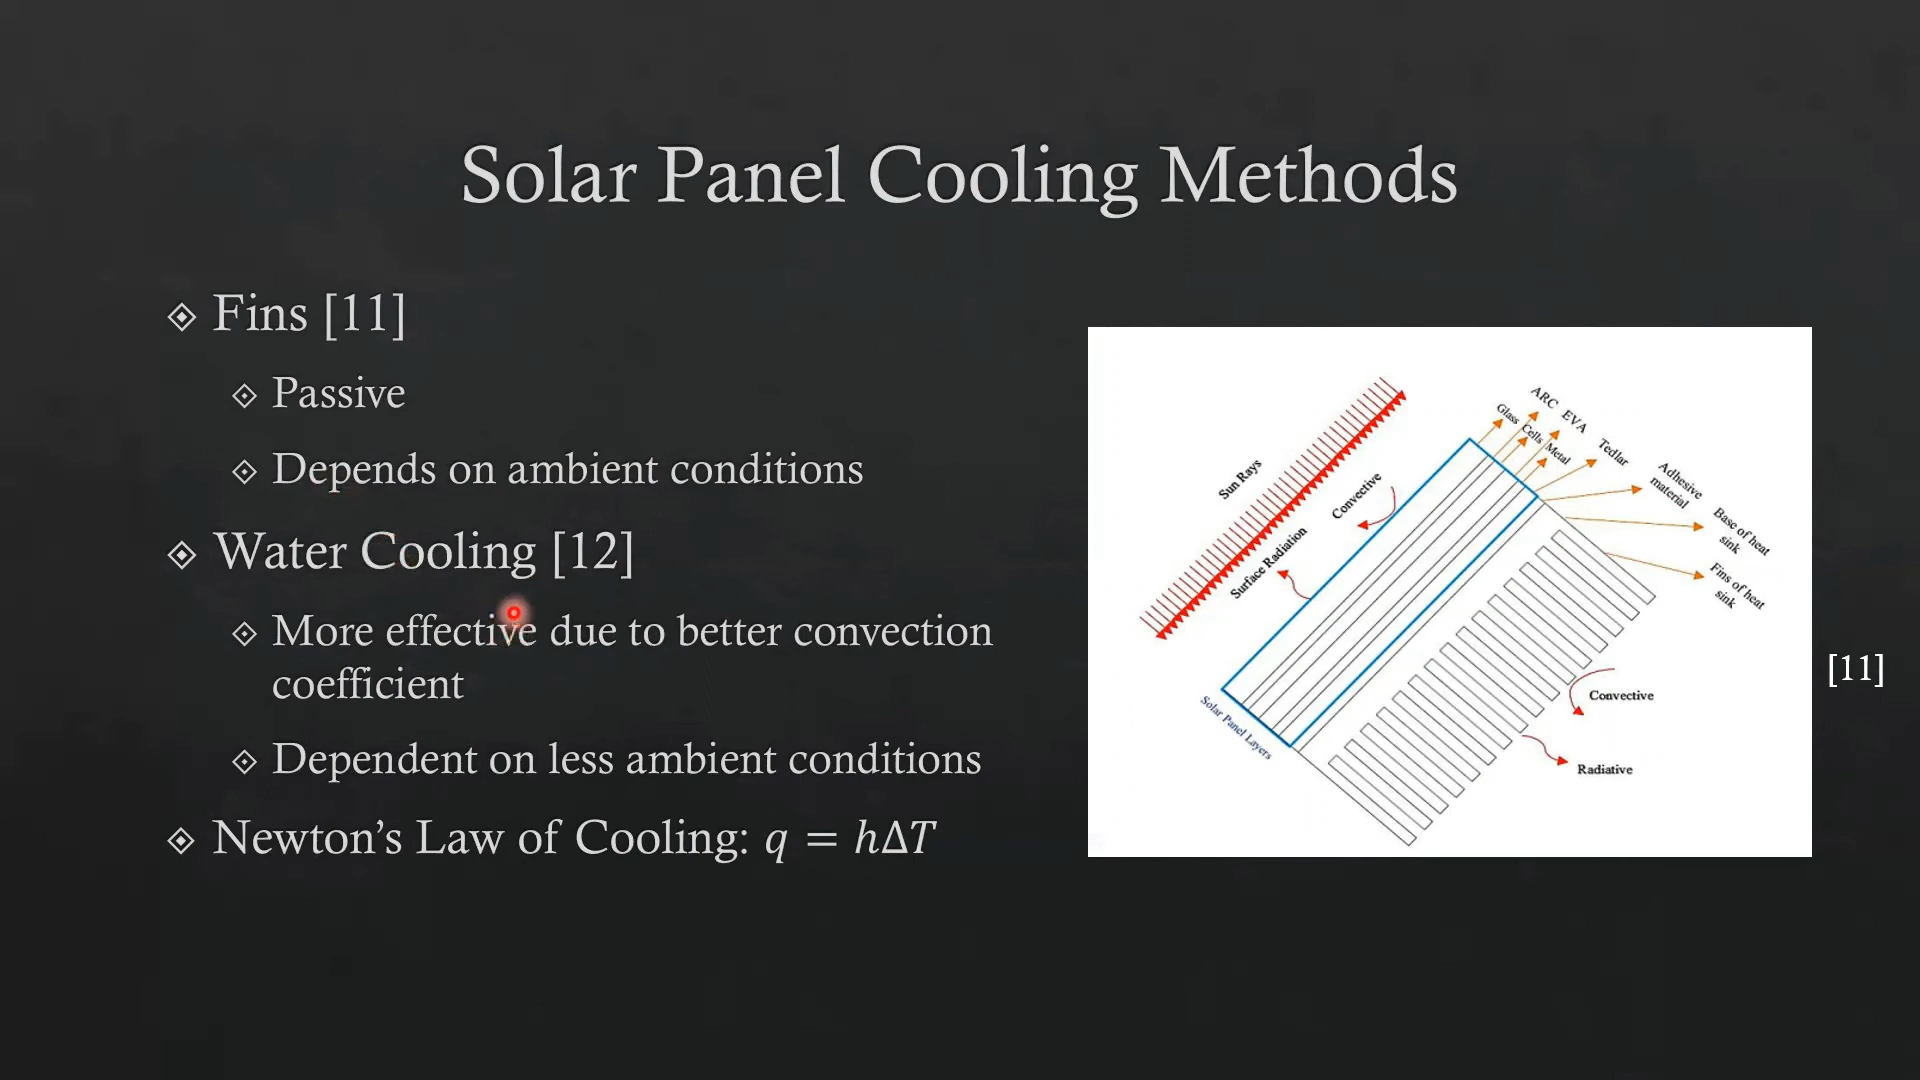 Solar Panel Cooling Methods
Fins [11]
Passive
Depends on ambient conditions
Water Cooling [12]
More effective due to better convection
coefficient
Dependent on less ambient conditions
Newton's Law of Cooling: q = hΔT
Sun Rays
Surface Radiation
Convective
Glass
ARC
Cells
EVA
Metal
Tedlar
Adhesive
material
Base of heat
sink
Fins of heat
sink
Solar Panel Layers
Convective
Radiative
[11]